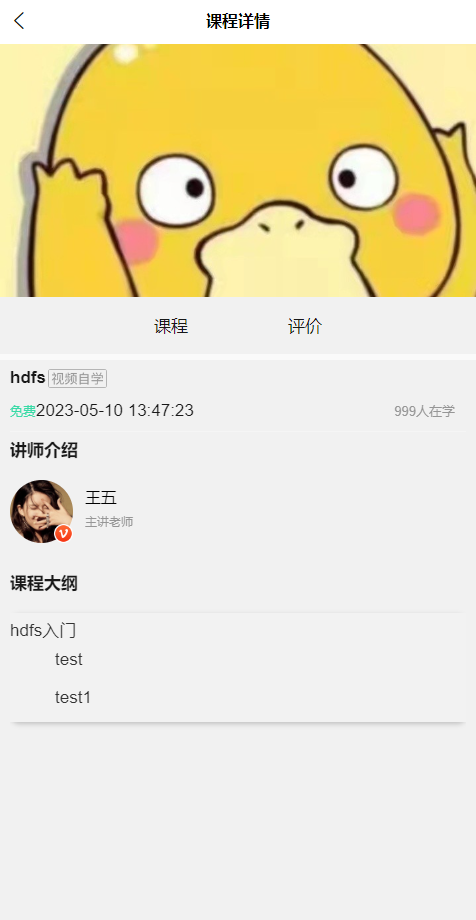 课程详情
课程 评价
hdfs 视频自学
免费2023-05-10 13:47:23 999人在学
讲师介绍
王五
主讲老师
课程大纲
hdfs入门
test
test1